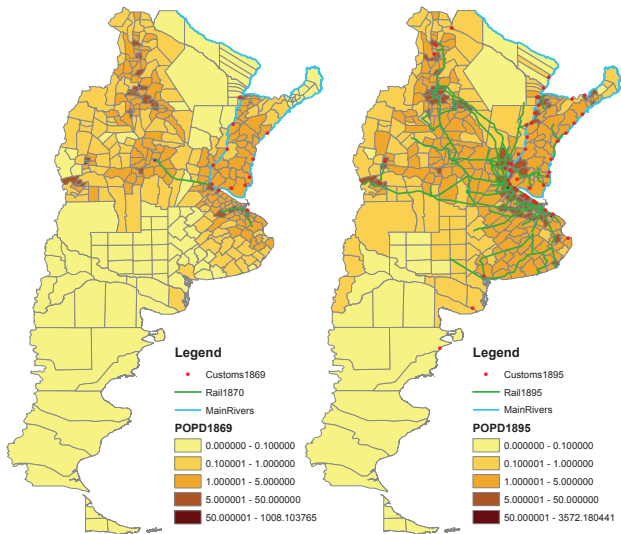 Legend
Customs1869
Rail1870
MainRivers
POPD1869
0.000000 - 0.100000
0.100001 - 1.000000
1.000001 - 5.000000
5.000001 - 50.000000
50.000001 - 1008.103765
Legend
Customs1895
Rail1895
MainRivers
POPD1895
0.000000 - 0.100000
0.100001 - 1.000000
1.000001 - 5.000000
5.000001 - 50.000000
50.000001 - 3572.180441